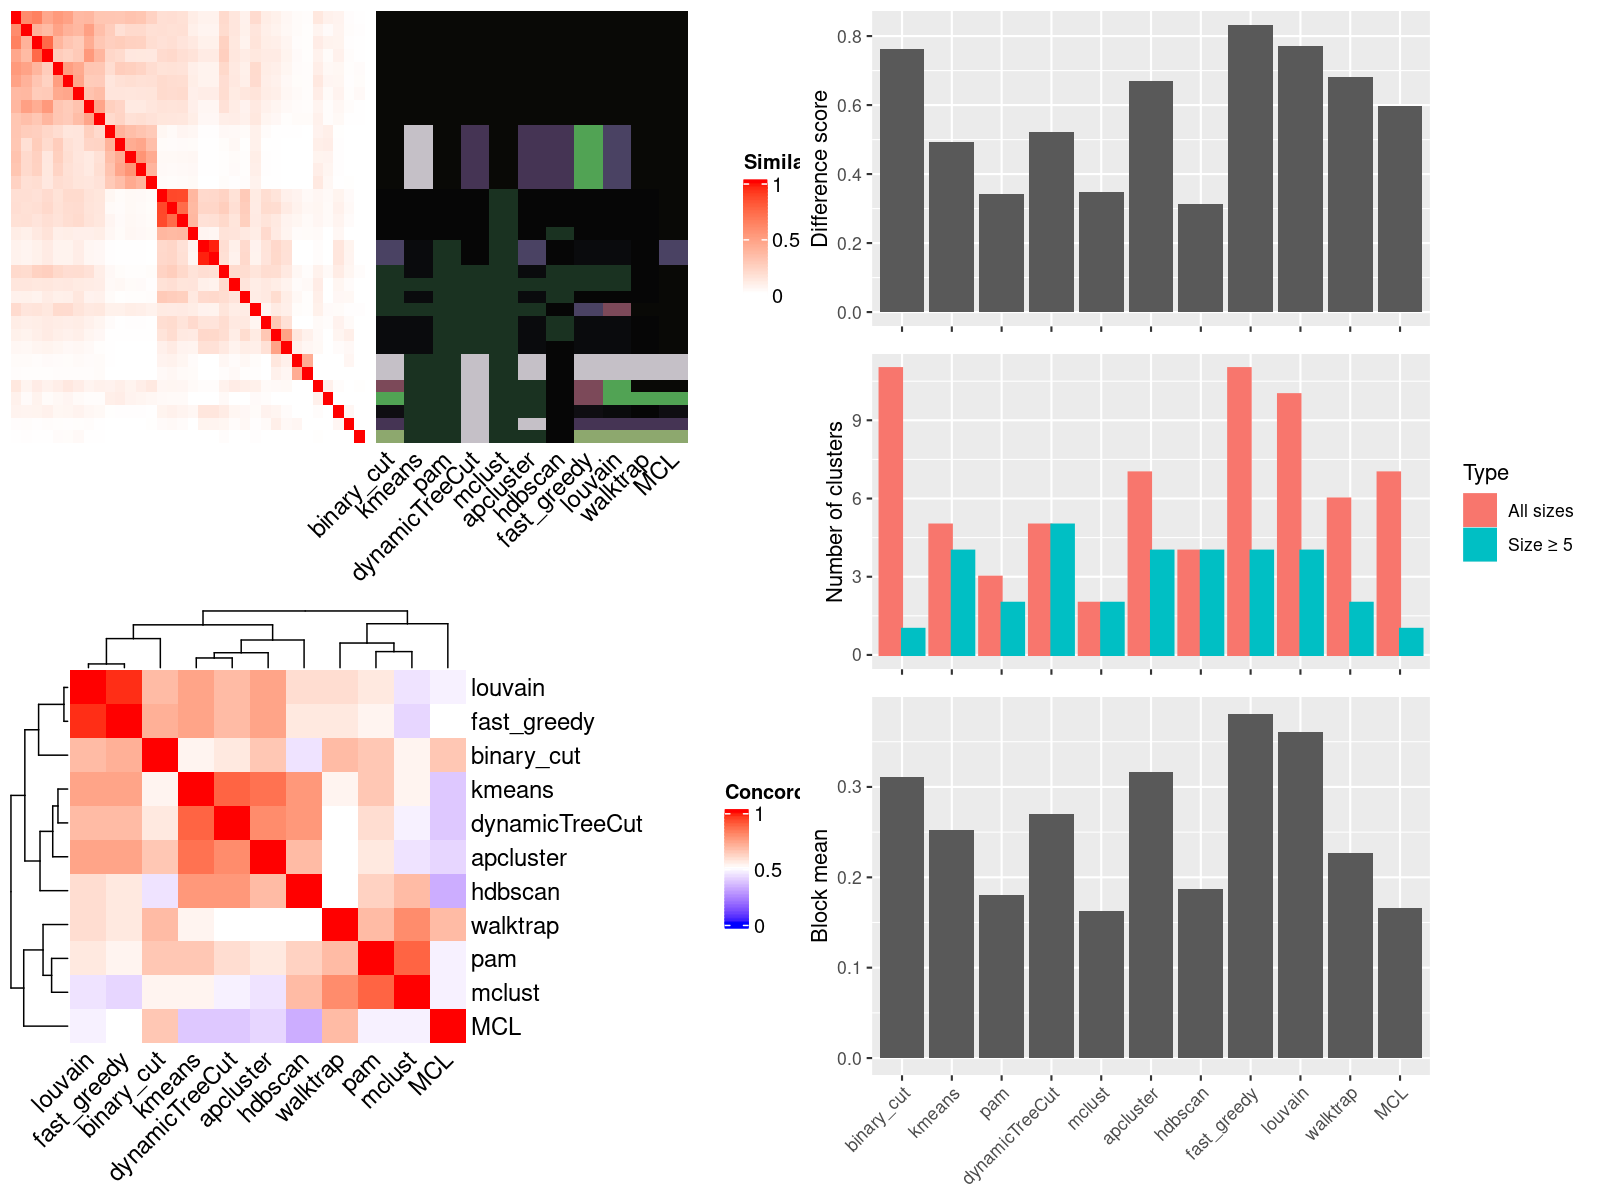 Simila
1
0.5
0
binary_cut
kmeans
pam
dynamicTreeCut
mclust
apcluster
hdbscan
fast_greedy
louvain
walktrap
MCL
louvain
fast_greedy
binary_cut
kmeans
dynamicTreeCut
apcluster
hdbscan
walktrap
pam
mclust
MCL
louvain
fast_greedy
binary_cut
kmeans
dynamicTreeCut
apcluster
hdbscan
walktrap
pam
mclust
MCL
Concord
1
0.5
0
Difference score
0.8
0.6
0.4
0.2
0.0
Number of clusters
9
6
3
0
Type
All sizes
Size ≥ 5
Block mean
0.3
0.2
0.1
0.0
binary_cut
kmeans
pam
dynamicTreeCut
mclust
apcluster
hdbscan
fast_greedy
louvain
walktrap
MCL